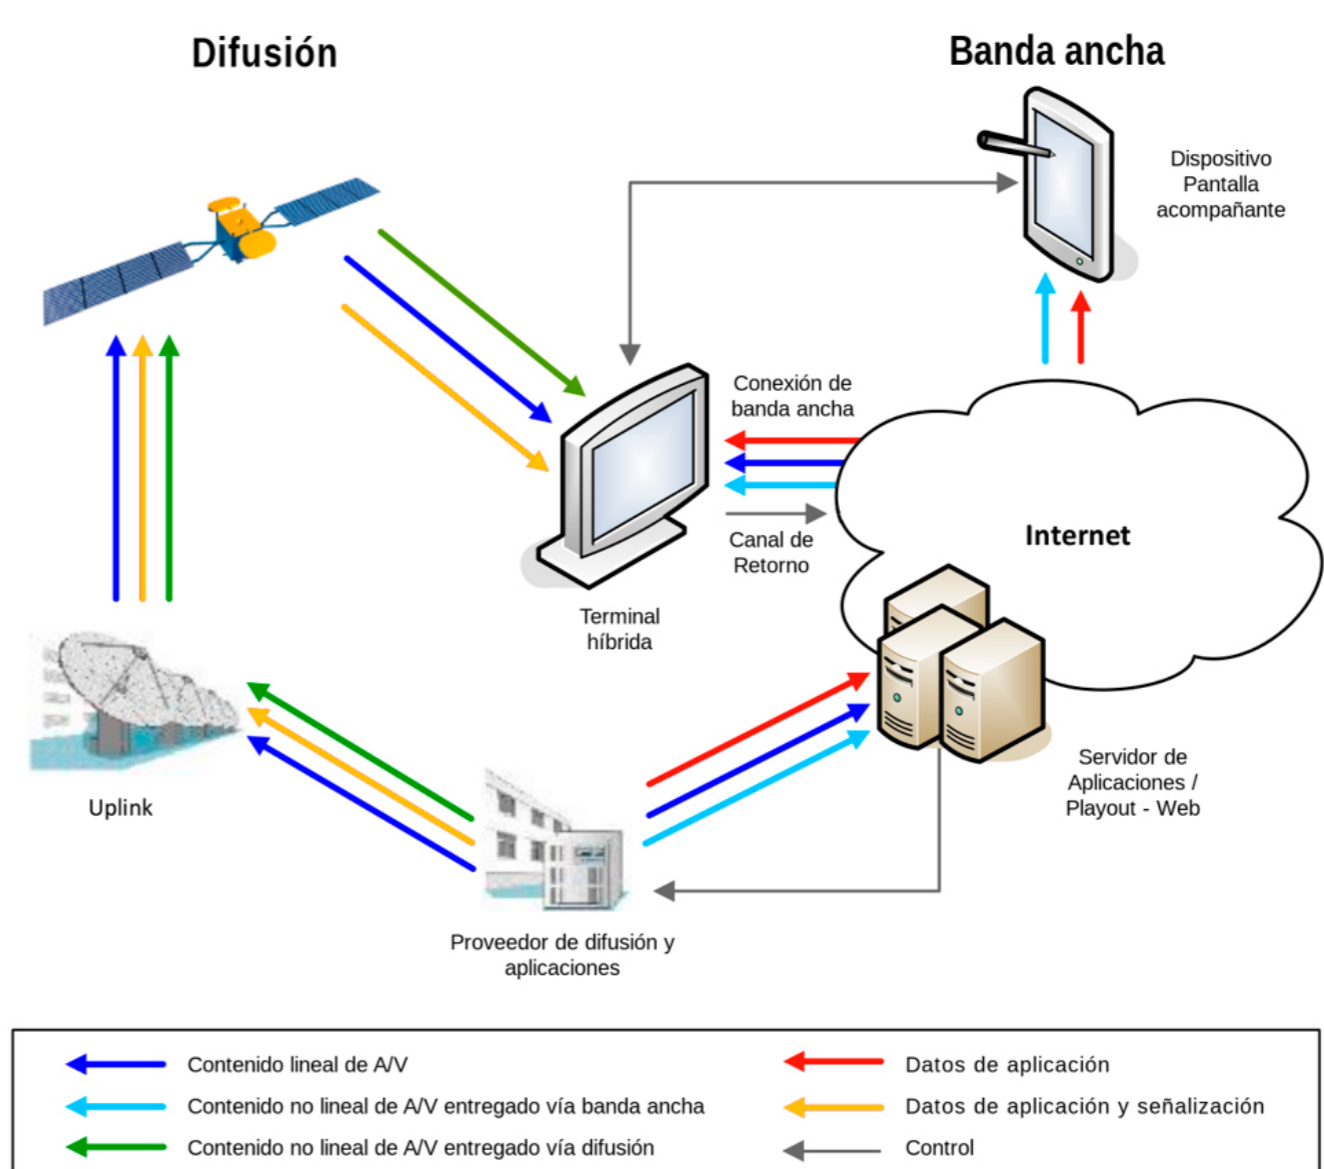 Difusión
Banda ancha
Dispositivo
Pantalla
acompañante
Conexión de
banda ancha
Internet
Canal de
Retorno
Terminal
híbrida
Servidor de
Aplicaciones /
Playout - Web
Uplink
Proveedor de difusión y
aplicaciones
Contenido lineal de A/V
Contenido no lineal de A/V entregado vía banda ancha
Contenido no lineal de A/V entregado vía difusión
Datos de aplicación
Datos de aplicación y señalización
Control